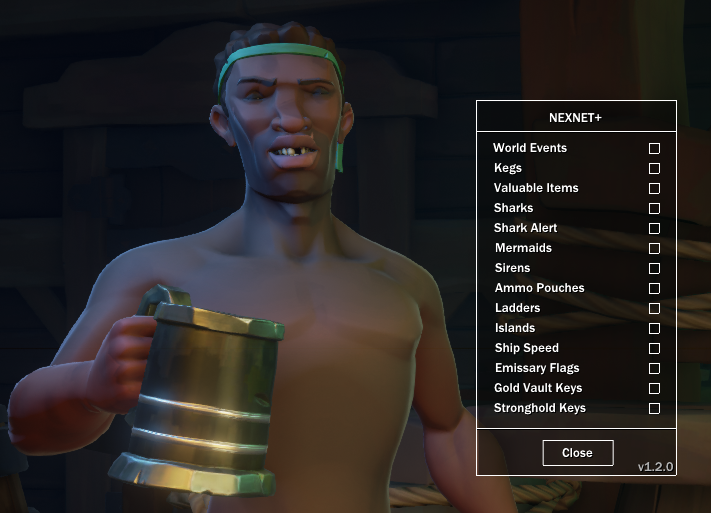 NEXNET+
World Events
Kegs
Valuable Items
Sharks
Shark Alert
Mermaids
Sirens
Ammo Pouches
Ladders
Islands
Ship Speed
Emissary Flags
Gold Vault Keys
Stronghold Keys
Close
v1.2.0